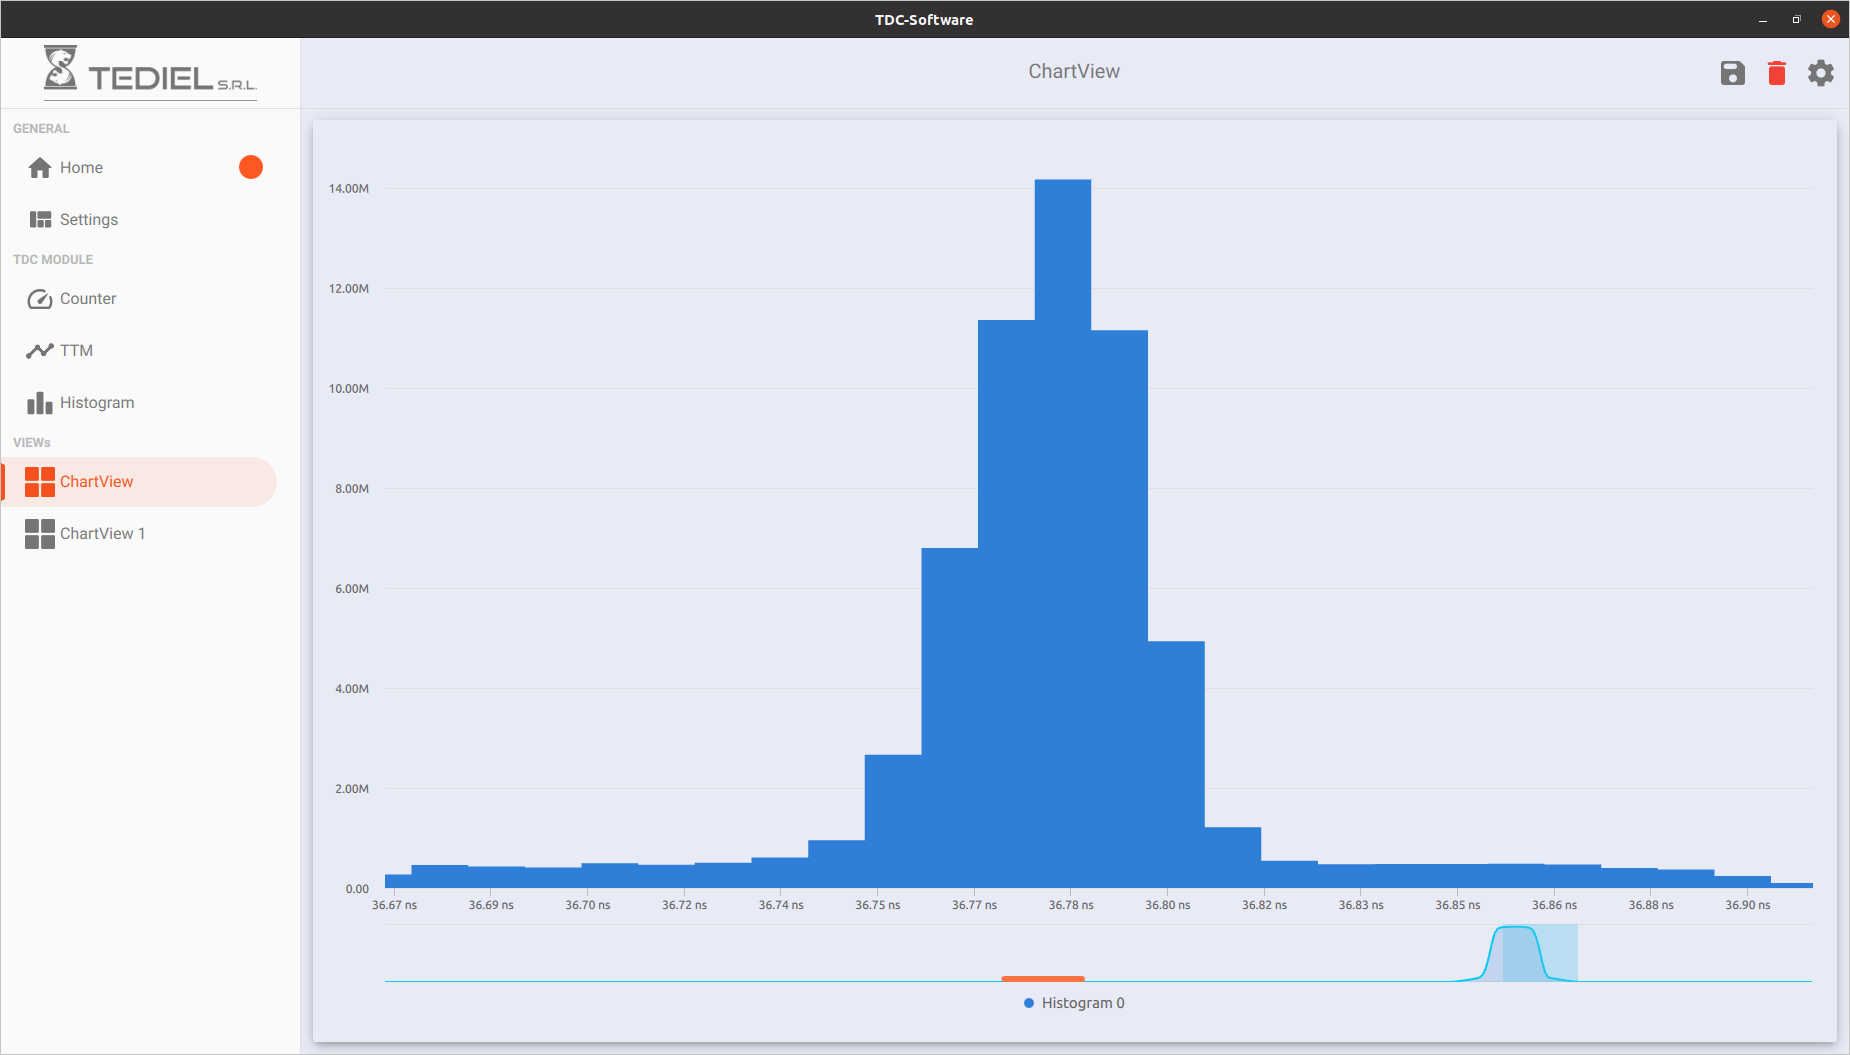 TDC-Software
TEDIEL S.R.L.
ChartView
GENERAL
Home
Settings
TDC MODULE
Counter
TTM
Histogram
VIEWs
ChartView
ChartView 1
14.00M
12.00M
10.00M
8.00M
6.00M
4.00M
2.00M
0.00
36.67 ns 36.69 ns 36.70 ns 36.72 ns 36.74 ns 36.75 ns 36.77 ns 36.78 ns 36.80 ns 36.82 ns 36.83 ns 36.85 ns 36.86 ns 36.88 ns 36.90 ns
Histogram 0